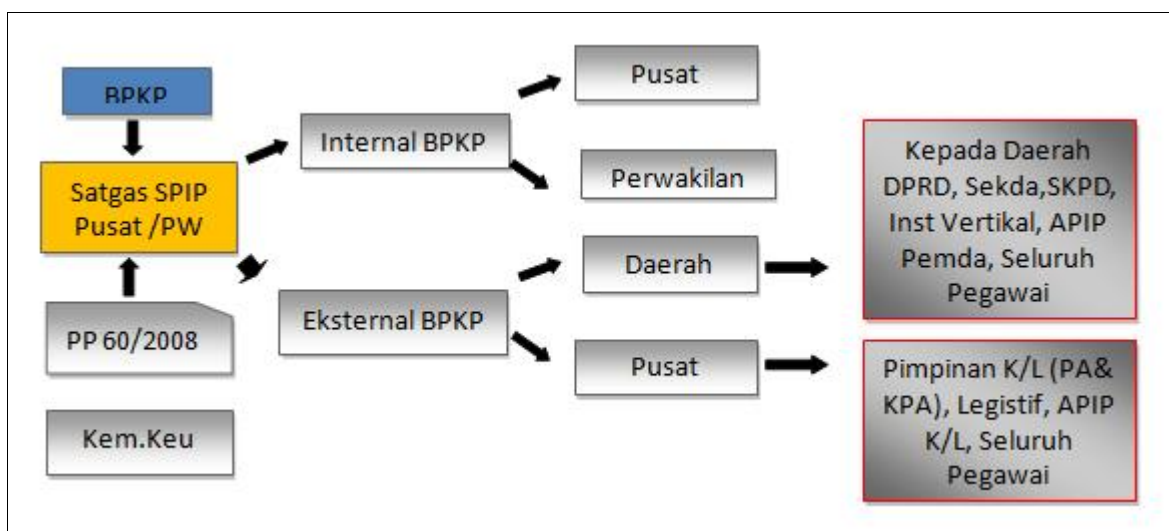 BPKP
Satgas SPIP
Pusat /PW
PP 60/2008
Kem.Keu
Internal BPKP
Eksternal BPKP
Pusat
Perwakilan
Daerah
Pusat
Kepada Daerah
DPRD, Sekda,SKPD,
Inst Vertikal, APIP
Pemda, Seluruh
Pegawai
Pimpinan K/L (PA&
KPA), Legistif, APIP
K/L, Seluruh
Pegawai